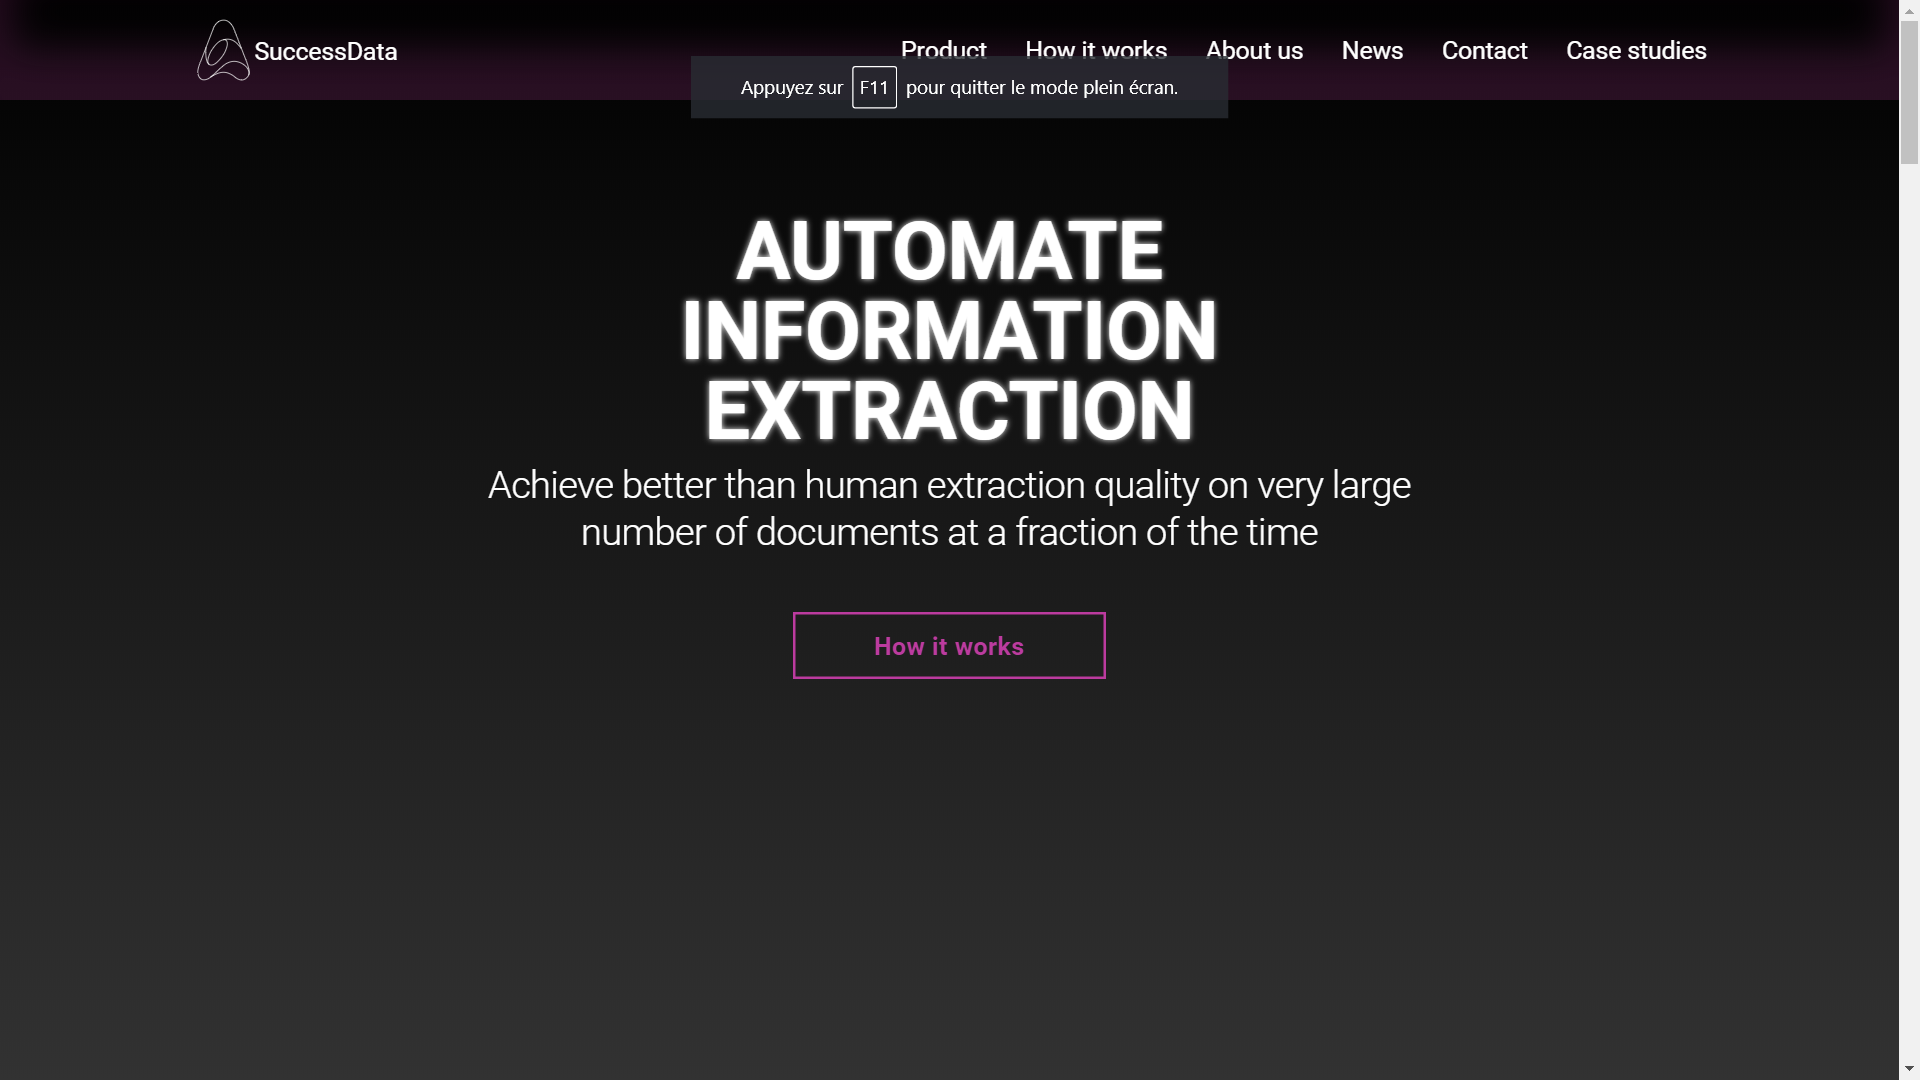 SuccessData
Product How it works About us News Contact Case studies
Appuyez sur F11 pour quitter le mode plein écran.
AUTOMATE
INFORMATION
EXTRACTION
Achieve better than human extraction quality on very large
number of documents at a fraction of the time
How it works